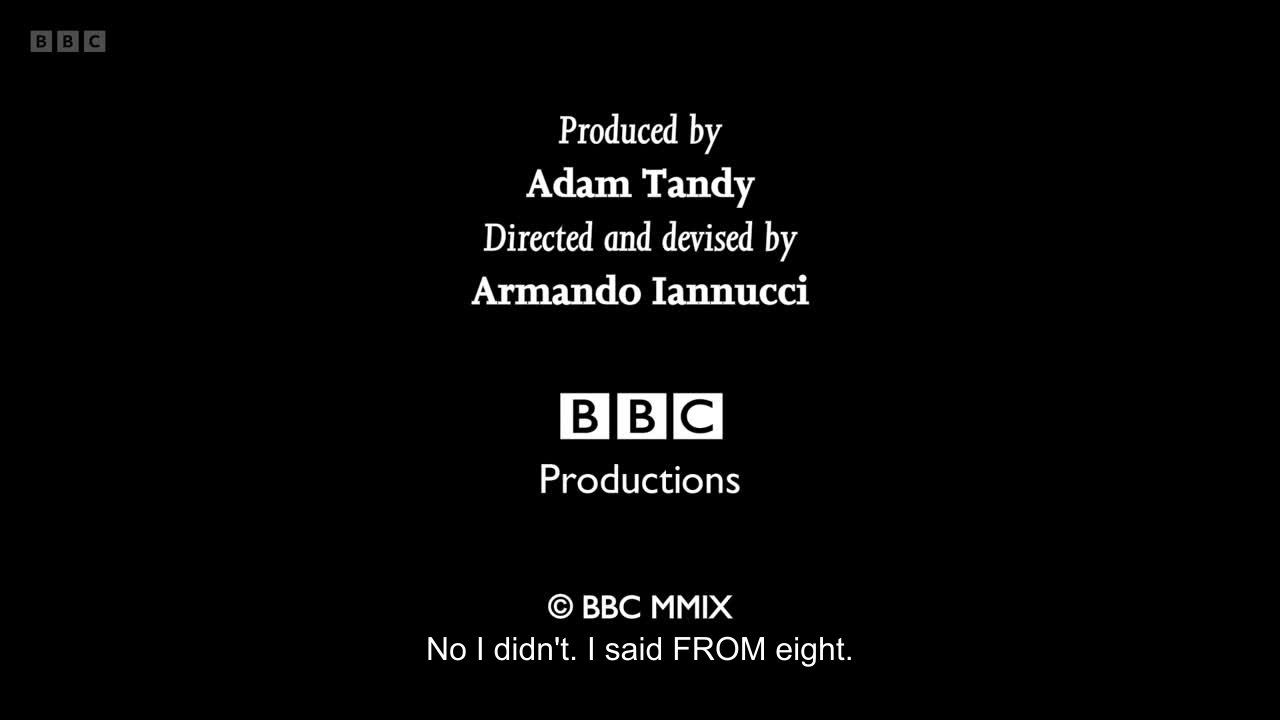 BBC
Produced by
Adam Tandy
Directed and devised by
Armando Iannucci
BBC
Productions
© BBC MMIX
No I didn't. I said FROM eight.